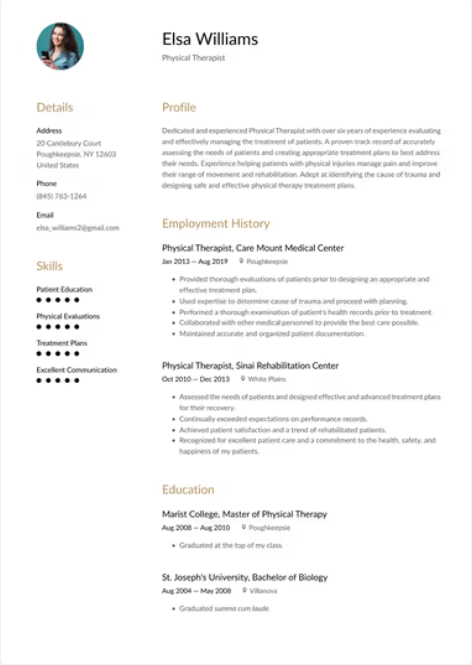 Elsa Williams
Physical Therapist
Details
Address
20 Cantlebury Court
Poughkeepsie, NY 12603
United States
Phone
(845) 763-1264
Email
elsa_williams2@gmail.com
Skills
Patient Education
Physical Evaluations
Treatment Plans
Excellent Communication
Profile
Dedicated and experienced Physical Therapist with over six years of experience evaluating
and effectively managing the treatment of patients. A proven track record of accurately
assessing the needs of patients and creating appropriate treatment plans to best address
their needs. Experience helping patients with physical injuries manage pain and improve
their range of movement and rehabilitation. Adept at identifying the cause of trauma and
designing safe and effective physical therapy treatment plans.
Employment History
Physical Therapist, Care Mount Medical Center
Jan 2013 — Aug 2019 Poughkeepsie
• Provided thorough evaluations of patients prior to designing an appropriate and
effective treatment plan.
• Used expertise to determine cause of trauma and proceed with planning.
• Performed a thorough examination of patient's health records prior to treatment.
• Collaborated with other medical personnel to provide the best care possible.
• Maintained accurate and organized patient documentation.
Physical Therapist, Sinai Rehabilitation Center
Oct 2010 — Dec 2013 White Plains
• Assessed the needs of patients and designed effective and advanced treatment plans
for their recovery.
• Continually exceeded expectations on performance records.
• Achieved patient satisfaction and a trend of rehabilitated patients.
• Recognized for excellent patient care and a commitment to the health, safety, and
happiness of my patients.
Education
Marist College, Master of Physical Therapy
Aug 2008 — Aug 2010 Poughkeepsie
• Graduated at the top of my class.
St. Joseph's University, Bachelor of Biology
Aug 2004 — May 2008 Villanova
• Graduated summa cum laude.